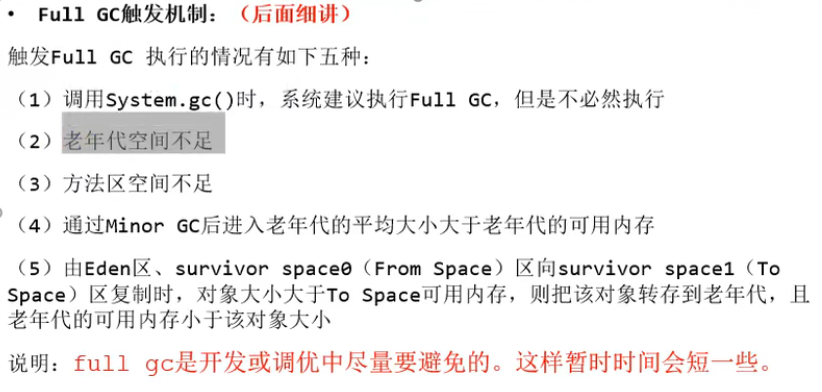 • Full GC触发机制：（后面细讲）
触发Full GC 执行的情况有如下五种：
（1）调用System.gc()时，系统建议执行Full GC，但是不必然执行
（2）老年代空间不足
（3）方法区空间不足
（4）通过Minor GC后进入老年代的平均大小大于老年代的可用内存
（5）由Eden区、survivor space0（From Space）区向survivor space1（To
Space）区复制时，对象大小大于To Space可用内存，则把该对象转存到老年代，且
老年代的可用内存小于该对象大小
说明：full gc是开发或调优中尽量要避免的。这样暂时时间会短一些。